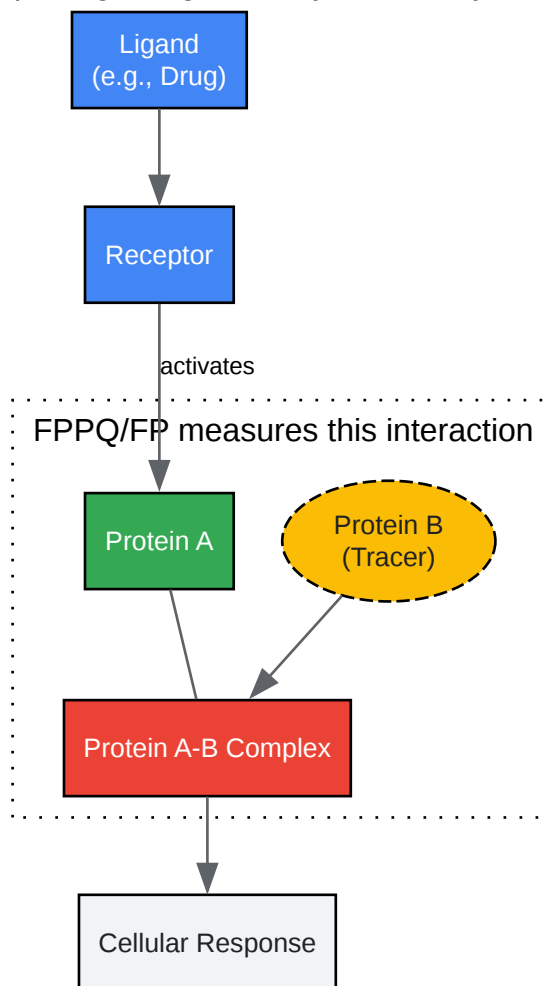 Ligand
(e.g., Drug)
Receptor
activates
FPPQ/FP measures this interaction
Protein A
Protein B
(Tracer)
Protein A-B Complex
Cellular Response